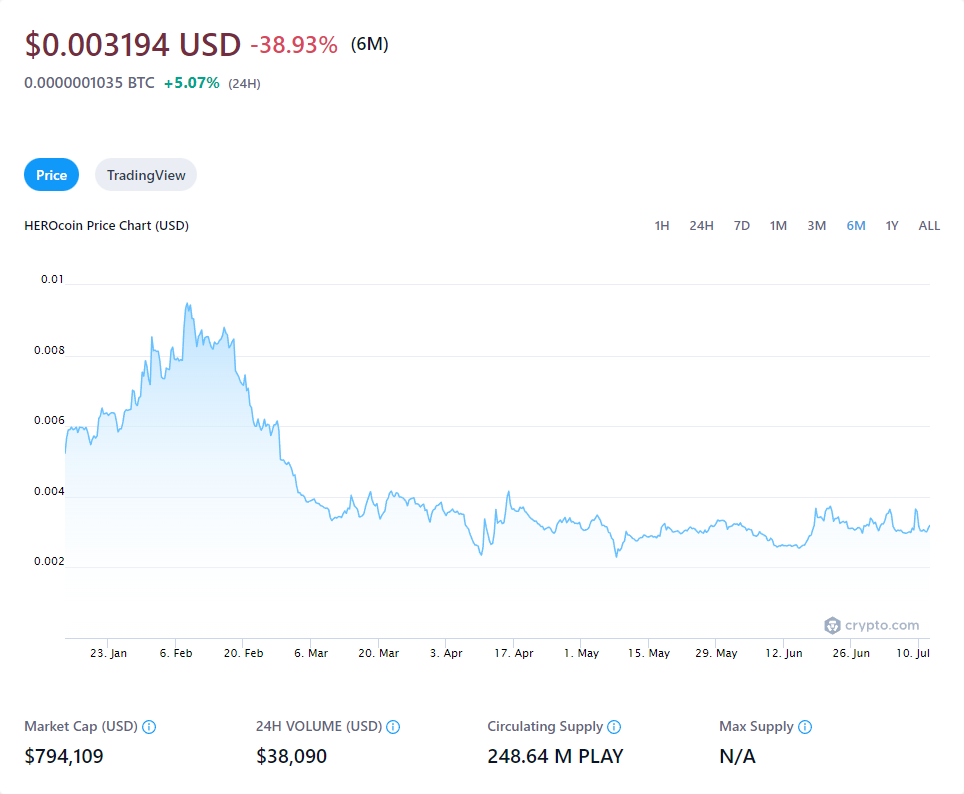 $0.003194 USD -38.93% (6M)
0.0000001035 BTC +5.07% (24H)
Price TradingView
HEROcoin Price Chart (USD) 1H 24H 7D 1M 3M 6M 1Y ALL
0.01
0.008
0.006
0.004
0.002
crypto.com
23. Jan 6. Feb 20. Feb 6. Mar 20. Mar 3. Apr 17. Apr 1. May 15. May 29. May 12. Jun 26. Jun 10. Jul
Market Cap (USD) 24H VOLUME (USD) Circulating Supply Max Supply
$794,109 $38,090 248.64 M PLAY N/A